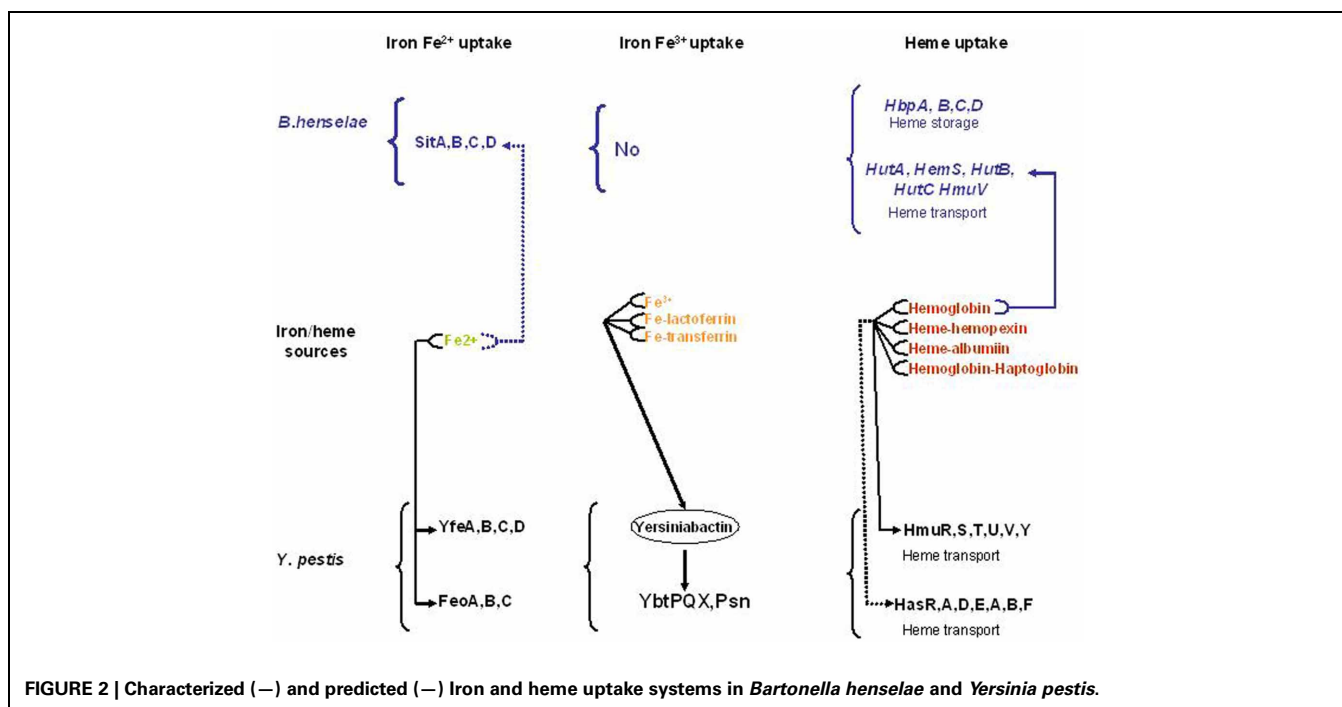 Iron Fe²⁺ uptake
Iron Fe³⁺ uptake
Heme uptake
B.henselae
SitA,B,C,D
No
HbpA, B,C,D
Heme storage
HutA, HemS, HutB,
HutC HmuV
Heme transport
Iron/heme
sources
Fe2+
Fe³⁺
Fe-lactoferrin
Fe-transferrin
Hemoglobin
Heme-hemopexin
Heme-albumiin
Hemoglobin-Haptoglobin
Y. pestis
YfeA,B,C,D
FeoA,B,C
Yersiniabactin
YbtPQX,Psn
HmuR,S,T,U,V,Y
Heme transport
HasR,A,D,E,A,B,F
Heme transport
FIGURE 2 | Characterized (—) and predicted (—) Iron and heme uptake systems in Bartonella henselae and Yersinia pestis.